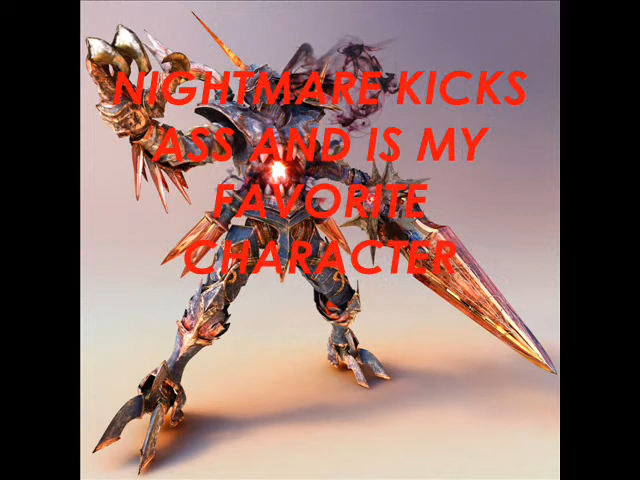 NIGHTMARE KICKS
ASS AND IS MY
FAVORITE
CHARACTER